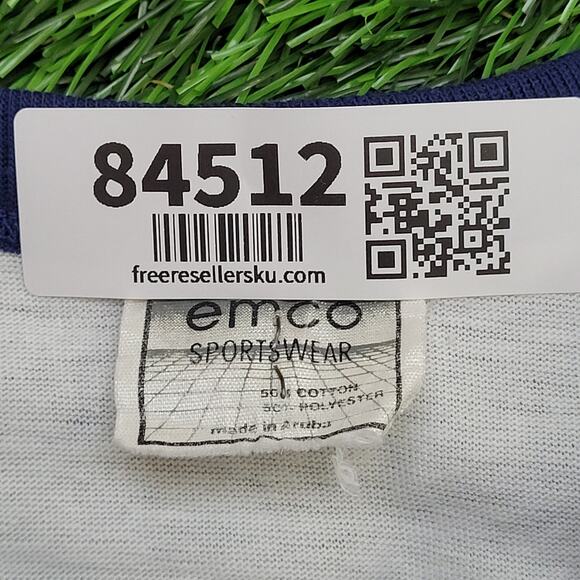 84512
freeresellersku.com
emco
SPORTSWEAR
50% COTTON
50% POLYESTER
made in Aruba